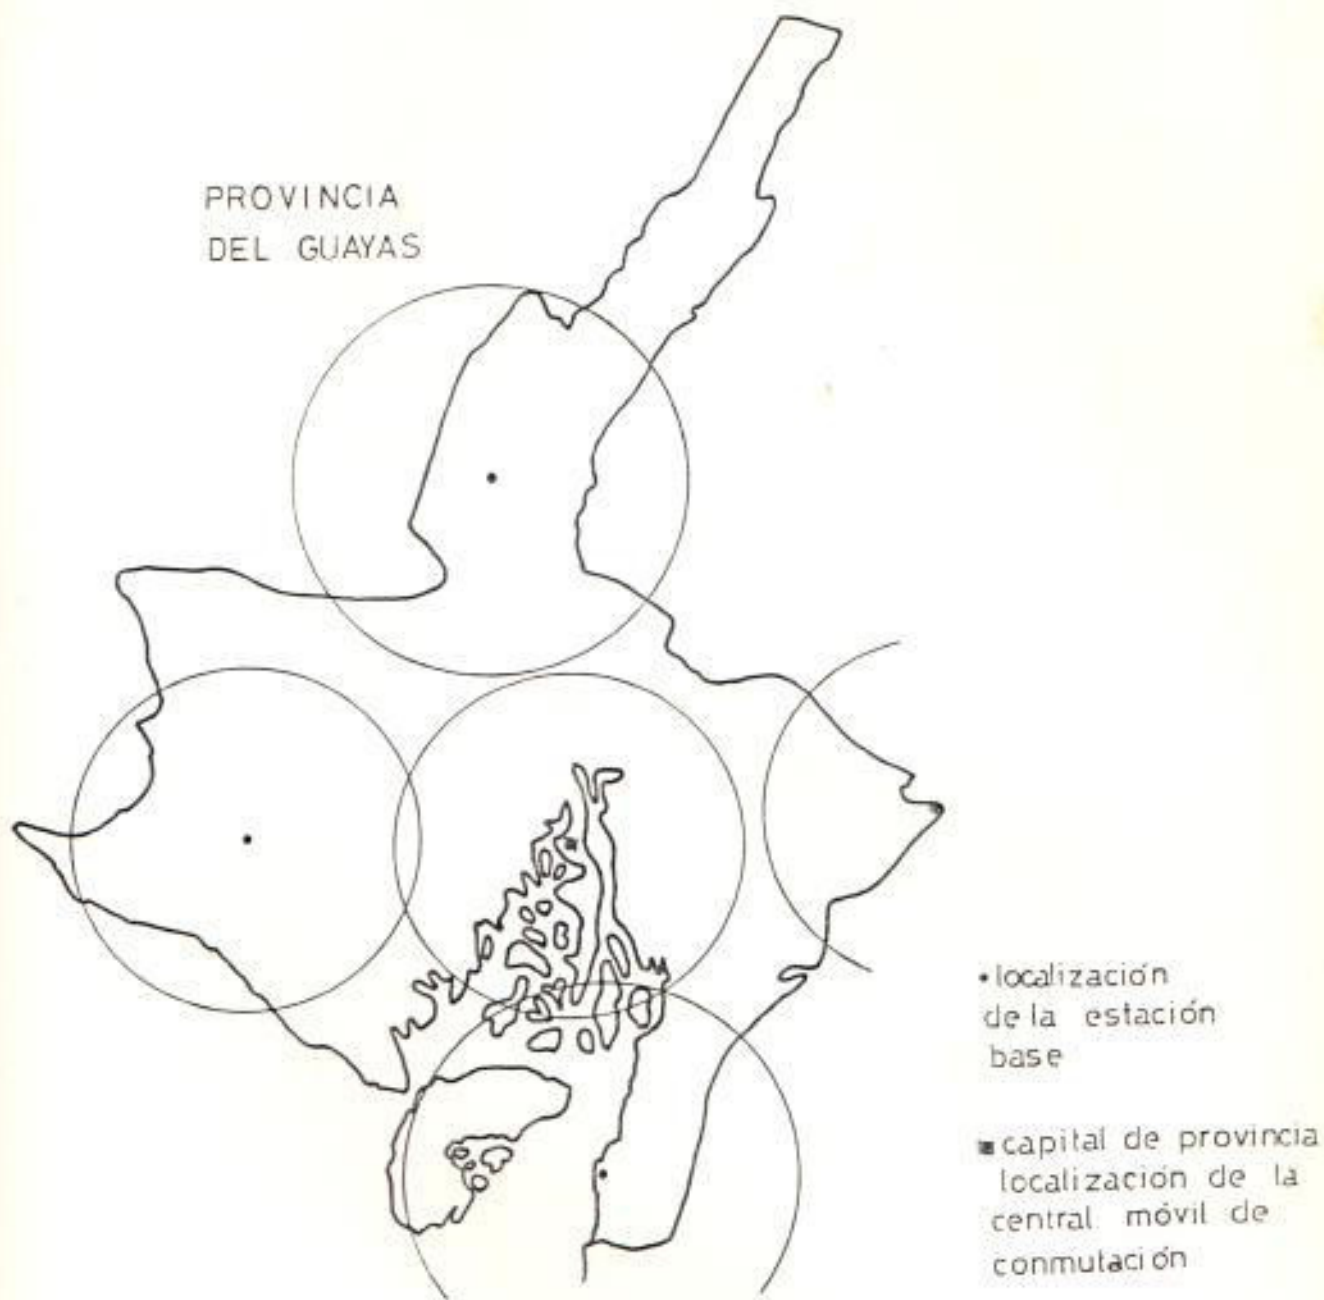 PROVINCIA
DEL GUAYAS
• localización
de la estación
base
■ capital de provincia
localización de la
central móvil de
conmutación